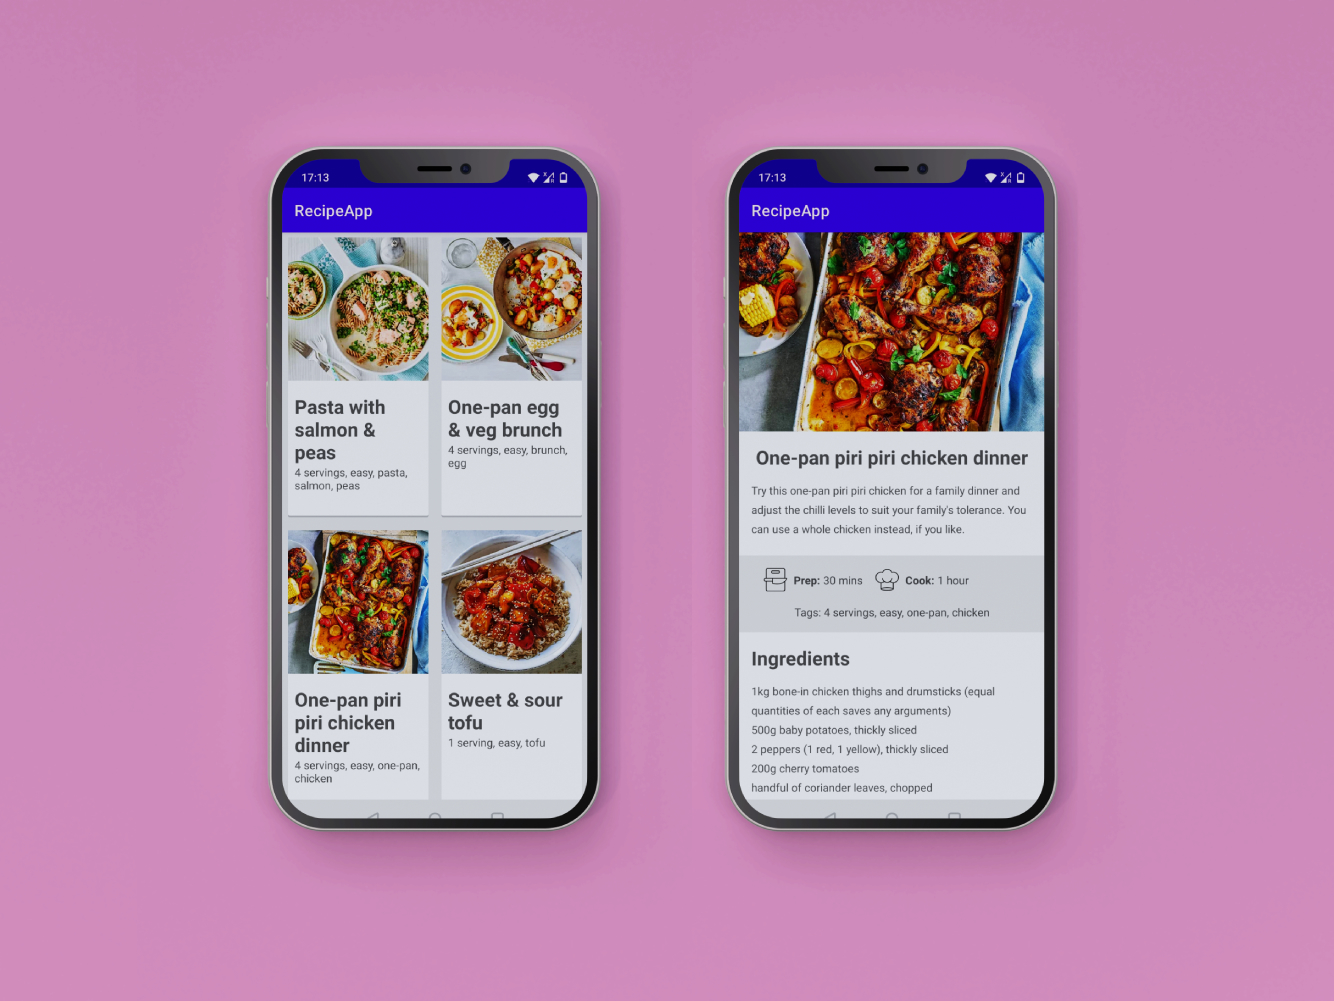 17:13
RecipeApp
Pasta with
salmon &
peas
4 servings, easy, pasta,
salmon, peas
One-pan egg
& veg brunch
4 servings, easy, brunch,
egg
One-pan piri
piri chicken
dinner
4 servings, easy, one-pan,
chicken
Sweet & sour
tofu
1 serving, easy, tofu
17:13
RecipeApp
One-pan piri piri chicken dinner
Try this one-pan piri piri chicken for a family dinner and
adjust the chilli levels to suit your family's tolerance. You
can use a whole chicken instead, if you like.
Prep: 30 mins Cook: 1 hour
Tags: 4 servings, easy, one-pan, chicken
Ingredients
1kg bone-in chicken thighs and drumsticks (equal
quantities of each saves any arguments)
500g baby potatoes, thickly sliced
2 peppers (1 red, 1 yellow), thickly sliced
200g cherry tomatoes
handful of coriander leaves, chopped